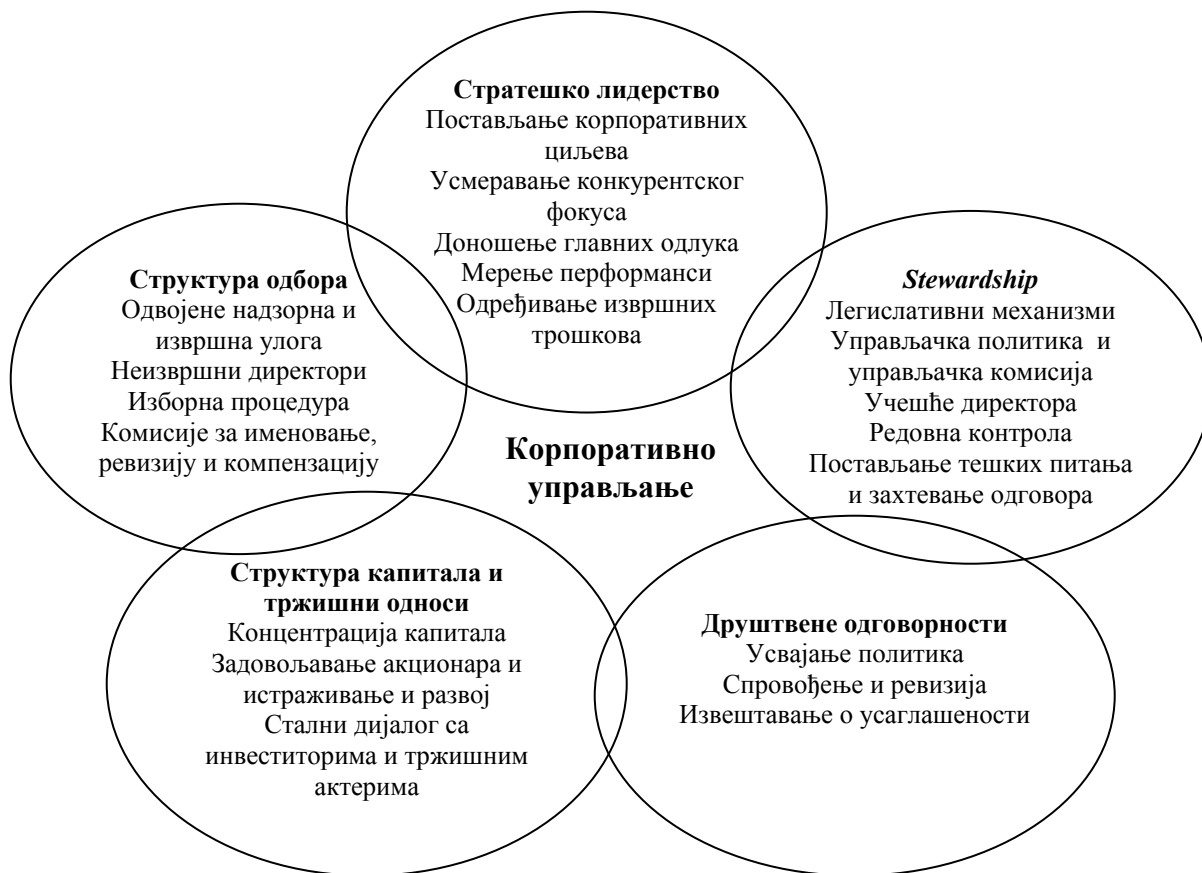 Стратешко лидерство
Постављање корпоративних
циљева
Усмеравање конкурентског
фокуса
Доношење главних одлука
Мерење перформанси
Одређивање извршних
трошкова
Структура одбора
Одвојене надзорна и
извршна улога
Неизвршни директори
Изборна процедура
Комисије за именовање,
ревизију и компензацију
Stewardship
Легислативни механизми
Управљачка политика и
управљачка комисија
Учешће директора
Редовна контрола
Постављање тешких питања
и захтевање одговора
Корпоративно
управљање
Структура капитала и
тржишни односи
Концентрација капитала
Задовољавање акционара и
истраживање и развој
Стални дијалог са
инвеститорима и тржишним
актерима
Друштвене одговорности
Усвајање политика
Спровођење и ревизија
Извештавање о усаглашености